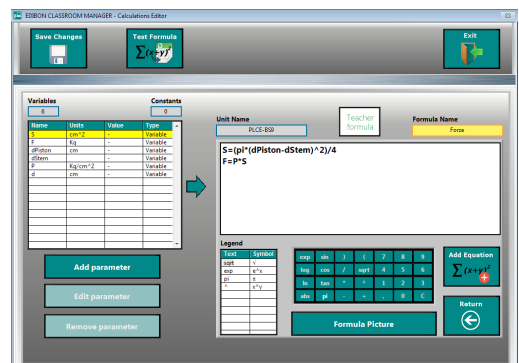 EDIBON CLASSROOM MANAGER - Calculations Editor
Save Changes
Test Formula
∑(x+y)²
Exit
Variables
Constants
6
0
Name Units Value Type
S cm^2 - Variable
F Kg - Variable
dPiston cm - Variable
dStem - Variable
P Kg/cm^2 - Variable
d cm - Variable
Add parameter
Edit parameter
Remove parameter
Unit Name
PLCE-BS9
Teacher formula
Formula Name
Force
S=(pi*(dPiston-dStem)^2)/4
F=P*S
Legend
Text Symbol
sqrt √
exp e^x
pi π
^ x^y
exp sin ) ( 7 8 9
log cos / sqrt 4 5 6
ln tan * ^ 1 2 3
abs pi - + . 0 C
Formula Picture
Add Equation
∑(x+y)²
Return